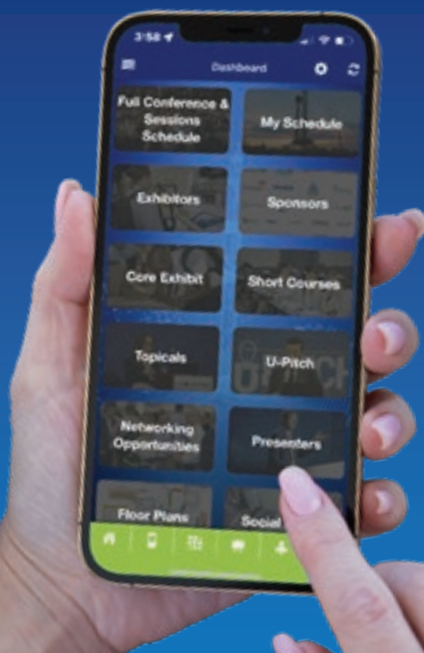 3:58
Dashboard
Full Conference &
Sessions
Schedule
My Schedule
Exhibitors
Sponsors
Core Exhibit
Short Courses
Topicals
U-Pitch
Networking
Opportunities
Presenters
Floor Plans
Social